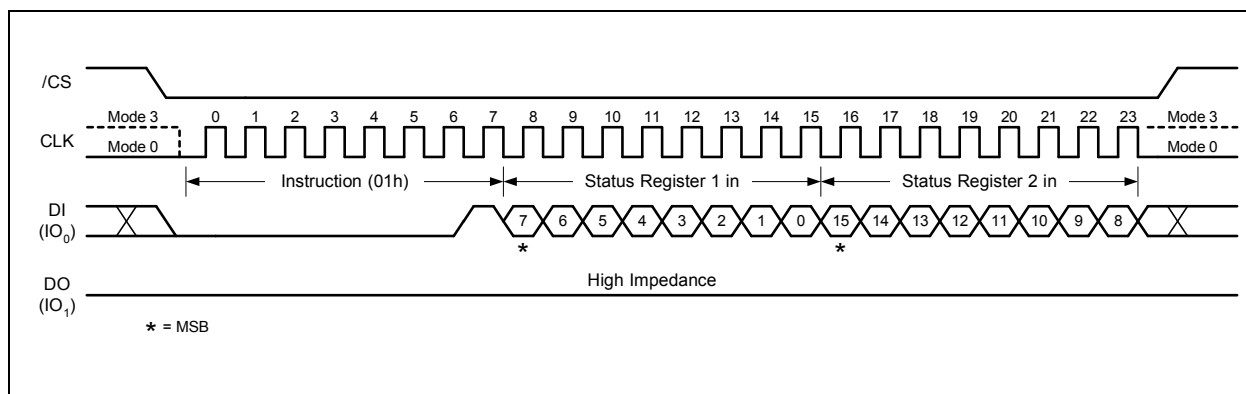 /CS
Mode 3 0 1 2 3 4 5 6 7 8 9 10 11 12 13 14 15 16 17 18 19 20 21 22 23 Mode 3
CLK
Mode 0 Mode 0
Instruction (01h) Status Register 1 in Status Register 2 in
DI
(IO0) 7 6 5 4 3 2 1 0 15 14 13 12 11 10 9 8
* *
DO High Impedance
(IO1)
* = MSB